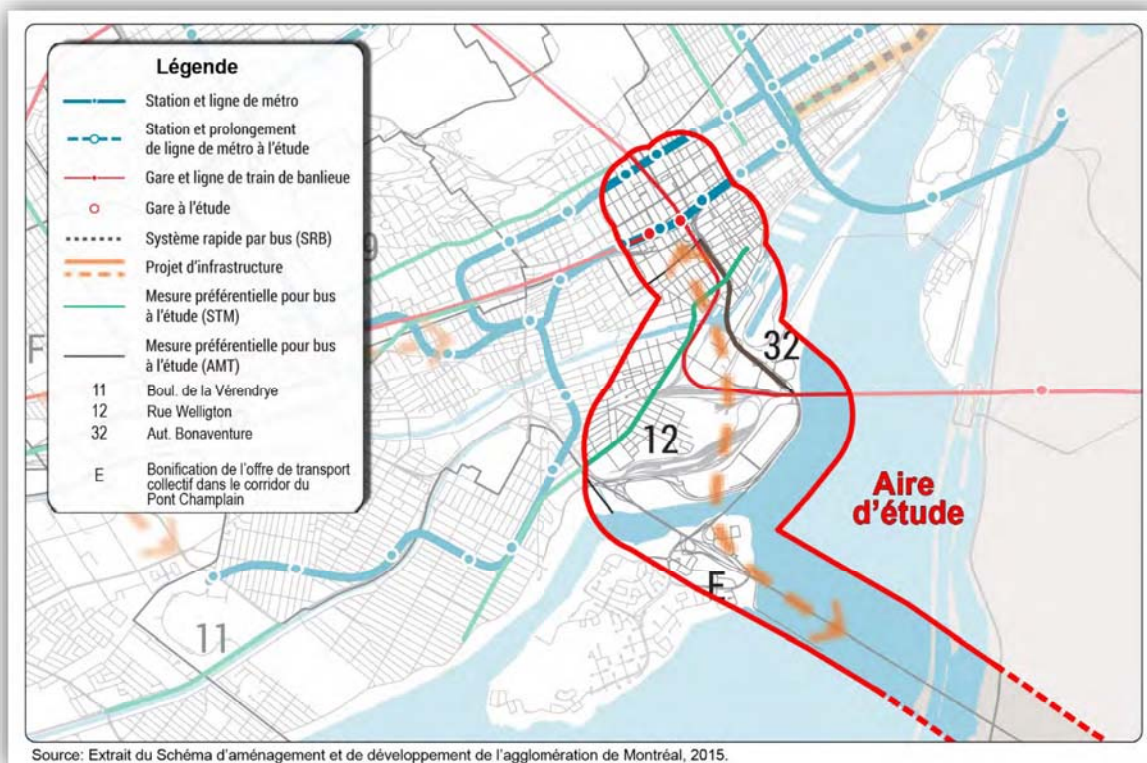 Légende
Station et ligne de métro
Station et prolongement
de ligne de métro à l'étude
Gare et ligne de train de banlieue
Gare à l'étude
Système rapide par bus (SRB)
Projet d'infrastructure
Mesure préférentielle pour bus
à l'étude (STM)
Mesure préférentielle pour bus
à l'étude (AMT)
11 Boul. de la Vérendrye
12 Rue Welligton
32 Aut. Bonaventure
E Bonification de l'offre de transport
collectif dans le corridor du
Pont Champlain
9
F
32
12
Aire
d'étude
E
11
Source: Extrait du Schéma d'aménagement et de développement de l'agglomération de Montréal, 2015.